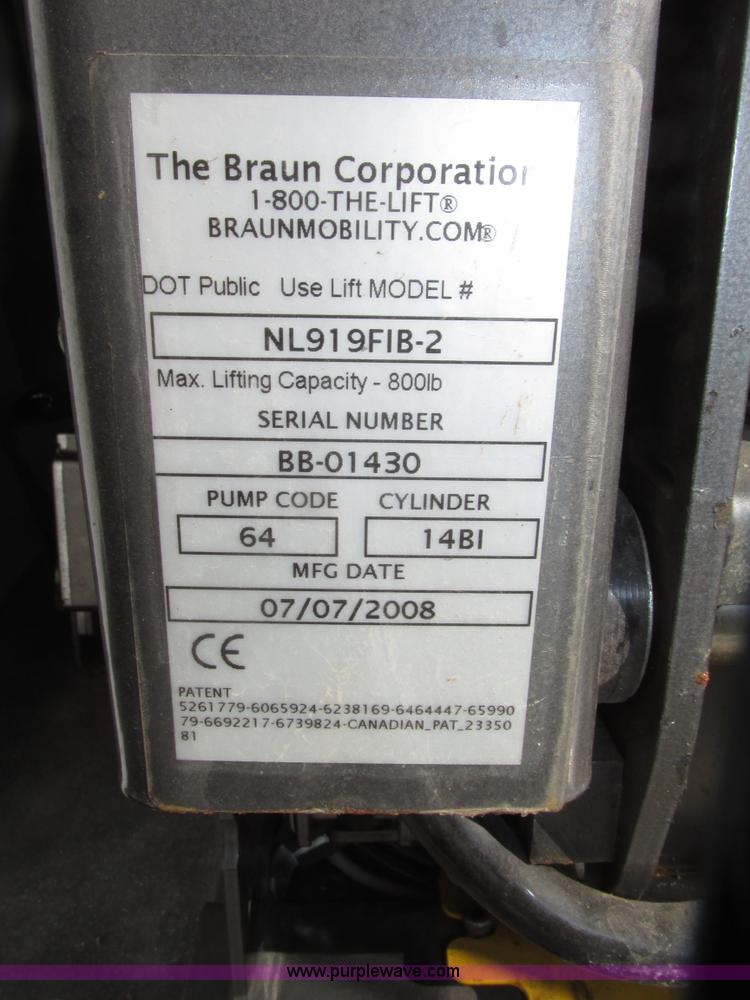 The Braun Corporation
1-800-THE-LIFT®
BRAUNMOBILITY.COM®
DOT Public Use Lift MODEL #
NL919FIB-2
Max. Lifting Capacity - 800lb
SERIAL NUMBER
BB-01430
PUMP CODE CYLINDER
64 14BI
MFG DATE
07/07/2008
CE
PATENT
5261779-6065924-6238169-6464447-65990
79-6692217-6739824-CANADIAN_PAT_23350
81
www.purplewave.com